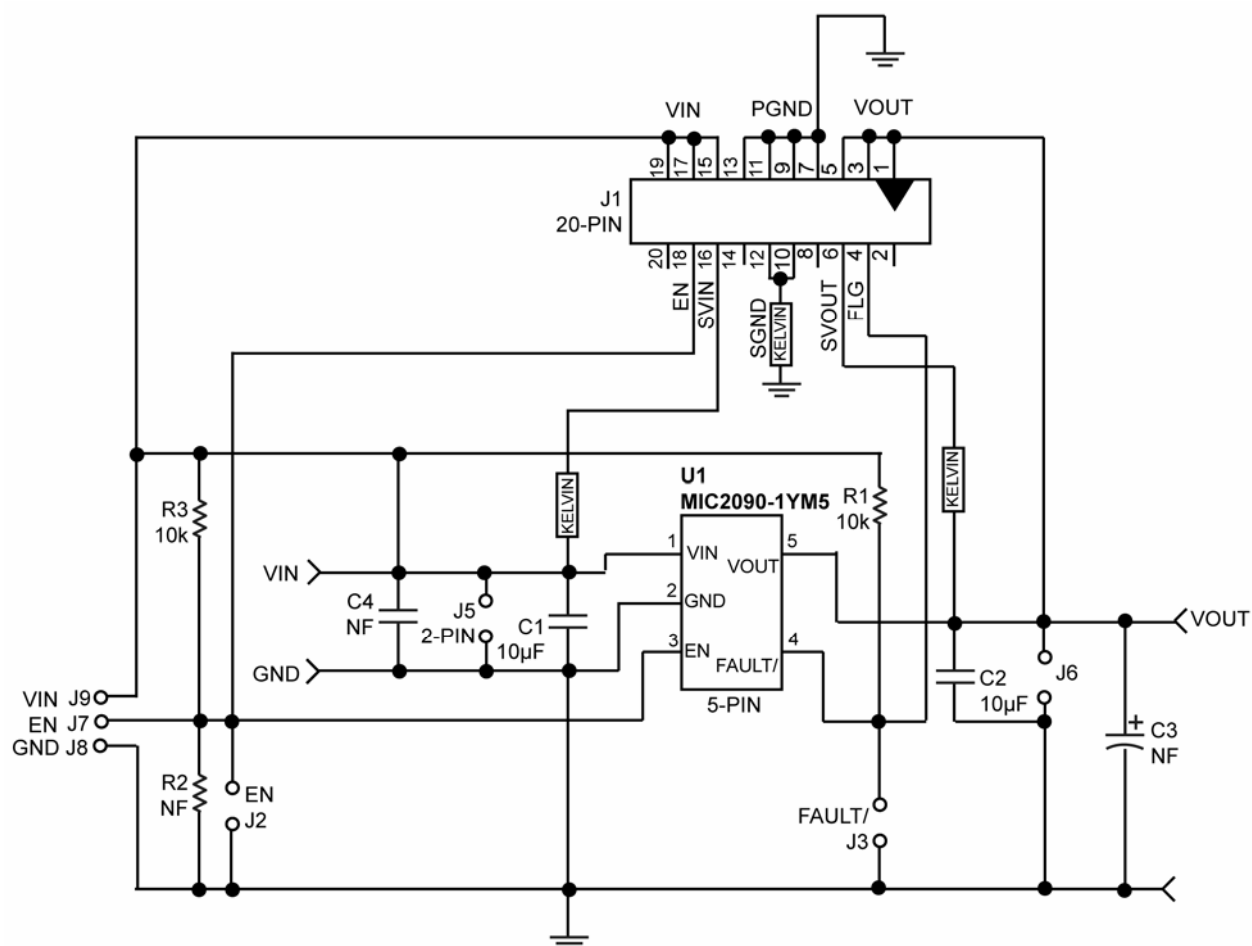 VIN PGND VOUT
19 17 15 13 11 9 7 5 3 1
J1
20-PIN
20 18 16 14 12 10 8 6 4 2
EN SVIN SGND KELVIN SVOUT FLG
KELVIN
KELVIN
U1
MIC2090-1YM5
R3
10k
R1
10k
1 VIN
VOUT 5
2 GND
3 EN
FAULT/ 4
5-PIN
VIN
C4
NF
J5
2-PIN
C1
10µF
GND
VOUT
C2
10µF
J6
C3
NF
+
VIN J9
EN J7
GND J8
R2
NF
EN
J2
FAULT/
J3